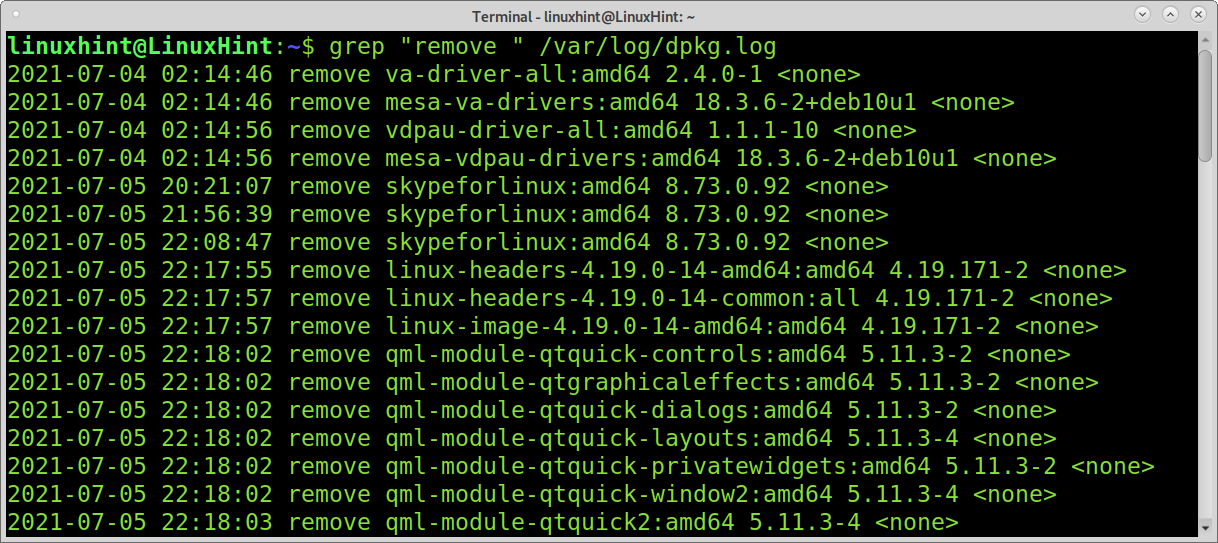 Terminal - linuxhint@LinuxHint: ~
linuxhint@LinuxHint:~$ grep "remove " /var/log/dpkg.log
2021-07-04 02:14:46 remove va-driver-all:amd64 2.4.0-1 <none>
2021-07-04 02:14:46 remove mesa-va-drivers:amd64 18.3.6-2+deb10u1 <none>
2021-07-04 02:14:56 remove vdpau-driver-all:amd64 1.1.1-10 <none>
2021-07-04 02:14:56 remove mesa-vdpau-drivers:amd64 18.3.6-2+deb10u1 <none>
2021-07-05 20:21:07 remove skypeforlinux:amd64 8.73.0.92 <none>
2021-07-05 21:56:39 remove skypeforlinux:amd64 8.73.0.92 <none>
2021-07-05 22:08:47 remove skypeforlinux:amd64 8.73.0.92 <none>
2021-07-05 22:17:55 remove linux-headers-4.19.0-14-amd64:amd64 4.19.171-2 <none>
2021-07-05 22:17:57 remove linux-headers-4.19.0-14-common:all 4.19.171-2 <none>
2021-07-05 22:17:57 remove linux-image-4.19.0-14-amd64:amd64 4.19.171-2 <none>
2021-07-05 22:18:02 remove qml-module-qtquick-controls:amd64 5.11.3-2 <none>
2021-07-05 22:18:02 remove qml-module-qtgraphicaleffects:amd64 5.11.3-2 <none>
2021-07-05 22:18:02 remove qml-module-qtquick-dialogs:amd64 5.11.3-2 <none>
2021-07-05 22:18:02 remove qml-module-qtquick-layouts:amd64 5.11.3-4 <none>
2021-07-05 22:18:02 remove qml-module-qtquick-privatewidgets:amd64 5.11.3-2 <none>
2021-07-05 22:18:02 remove qml-module-qtquick-window2:amd64 5.11.3-4 <none>
2021-07-05 22:18:03 remove qml-module-qtquick2:amd64 5.11.3-4 <none>